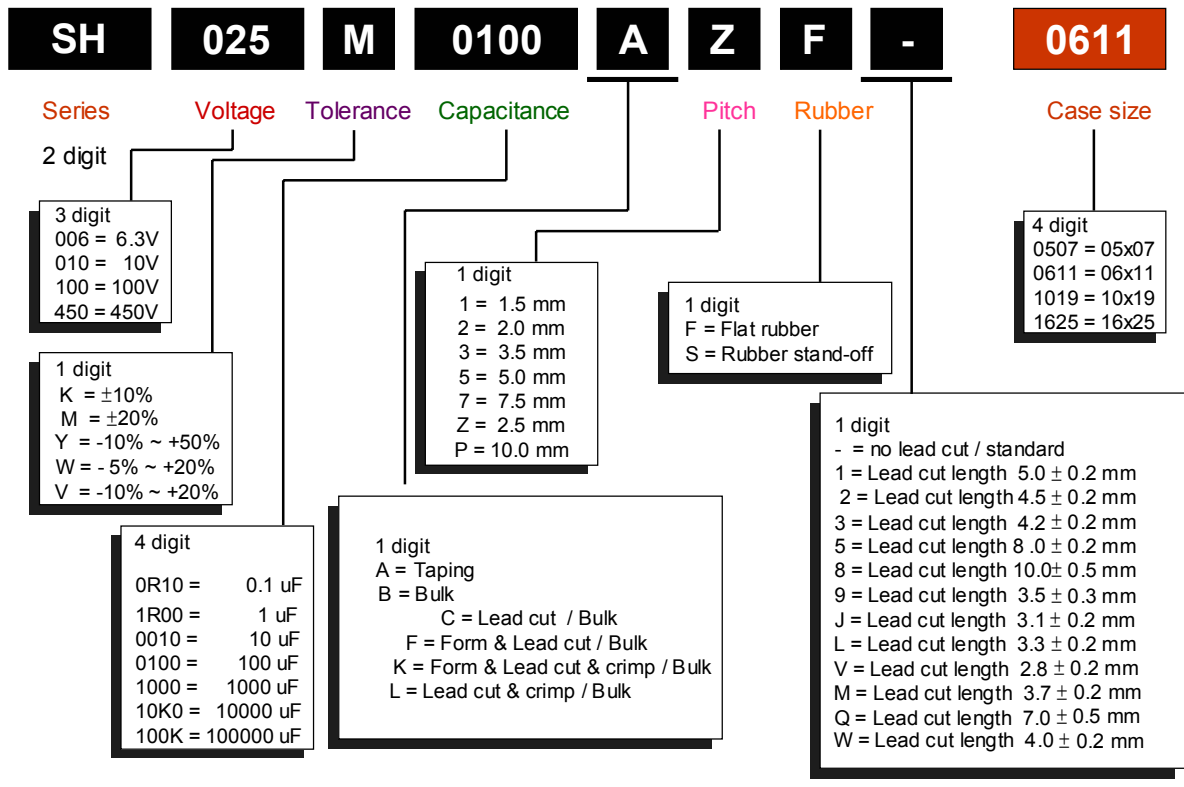 SH 025 M 0100 A Z F - 0611
Series Voltage Tolerance Capacitance Pitch Rubber Case size
2 digit
3 digit
006 = 6.3V
010 = 10V
100 = 100V
450 = 450V
4 digit
0507 = 05x07
0611 = 06x11
1019 = 10x19
1625 = 16x25
1 digit
1 = 1.5 mm
2 = 2.0 mm
3 = 3.5 mm
5 = 5.0 mm
7 = 7.5 mm
Z = 2.5 mm
P = 10.0 mm
1 digit
F = Flat rubber
S = Rubber stand-off
1 digit
K = ±10%
M = ±20%
Y = -10% ~ +50%
W = - 5% ~ +20%
V = -10% ~ +20%
1 digit
- = no lead cut / standard
1 = Lead cut length 5.0 ± 0.2 mm
2 = Lead cut length 4.5 ± 0.2 mm
3 = Lead cut length 4.2 ± 0.2 mm
5 = Lead cut length 8 .0 ± 0.2 mm
8 = Lead cut length 10.0± 0.5 mm
9 = Lead cut length 3.5 ± 0.3 mm
J = Lead cut length 3.1 ± 0.2 mm
L = Lead cut length 3.3 ± 0.2 mm
V = Lead cut length 2.8 ± 0.2 mm
M = Lead cut length 3.7 ± 0.2 mm
Q = Lead cut length 7.0 ± 0.5 mm
W = Lead cut length 4.0 ± 0.2 mm
4 digit
0R10 = 0.1 uF
1R00 = 1 uF
0010 = 10 uF
0100 = 100 uF
1000 = 1000 uF
10K0 = 10000 uF
100K = 100000 uF
1 digit
A = Taping
B = Bulk
C = Lead cut / Bulk
F = Form & Lead cut / Bulk
K = Form & Lead cut & crimp / Bulk
L = Lead cut & crimp / Bulk